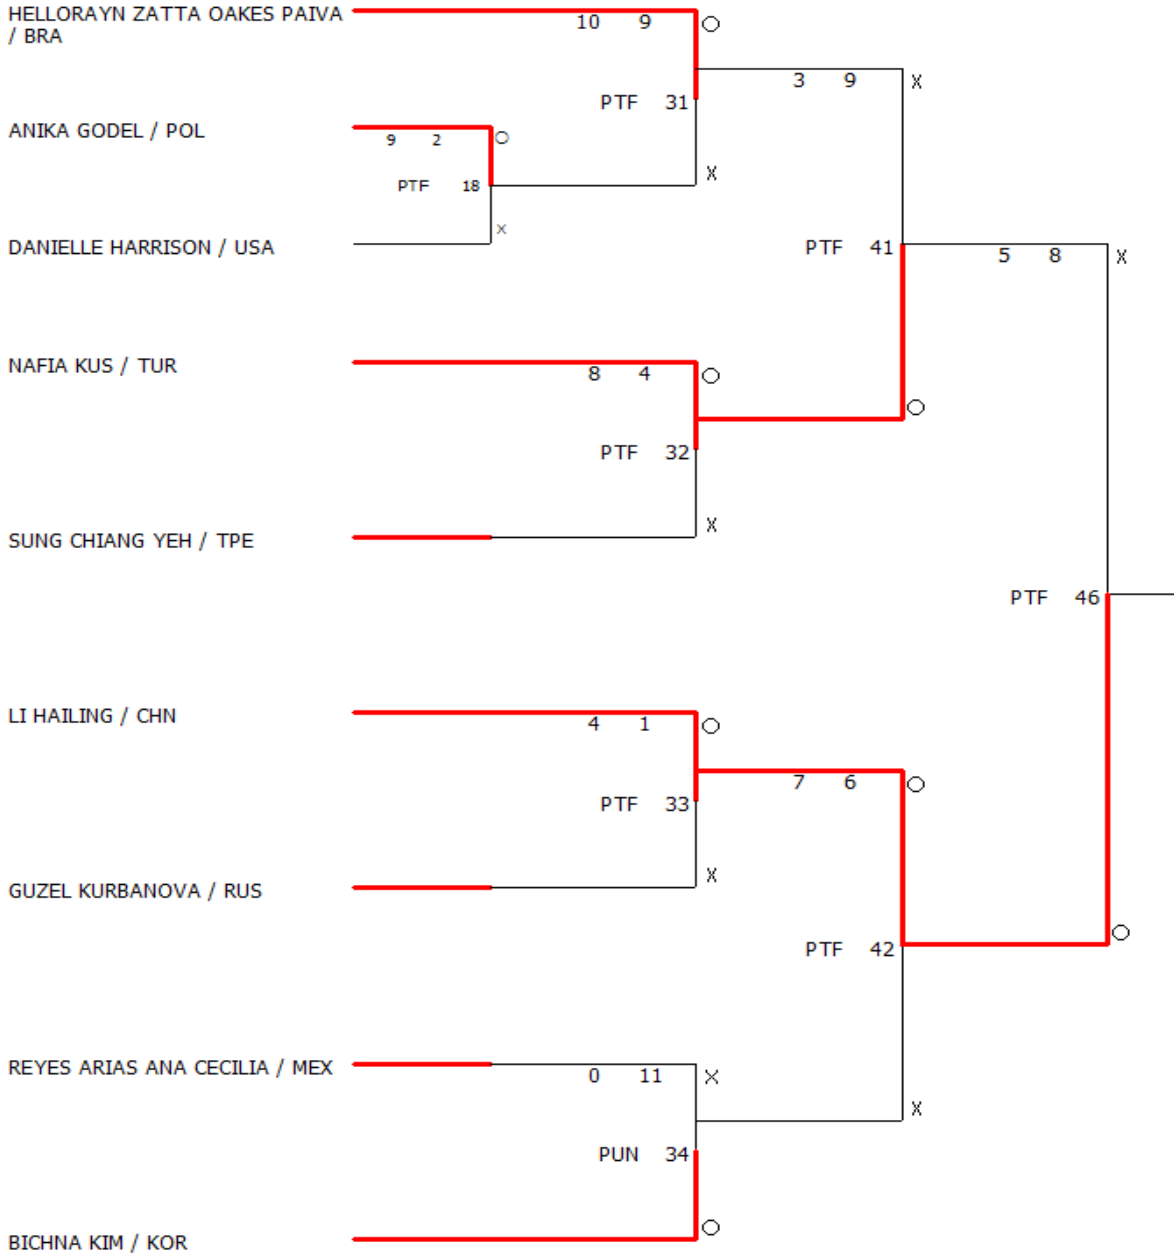 HELLORAYN ZATTA OAKES PAIVA
/ BRA
10 9 O
3 9 X
PTF 31
ANIKA GODEL / POL
9 2 O
X
PTF 18
X
DANIELLE HARRISON / USA
PTF 41
5 8 X
NAFIA KUS / TUR
8 4 O
O
PTF 32
X
SUNG CHIANG YEH / TPE
PTF 46
LI HAILING / CHN
4 1 O
7 6 O
PTF 33
X
GUZEL KURBANOVA / RUS
O
PTF 42
REYES ARIAS ANA CECILIA / MEX
0 11 X
X
PUN 34
O
BICHNA KIM / KOR